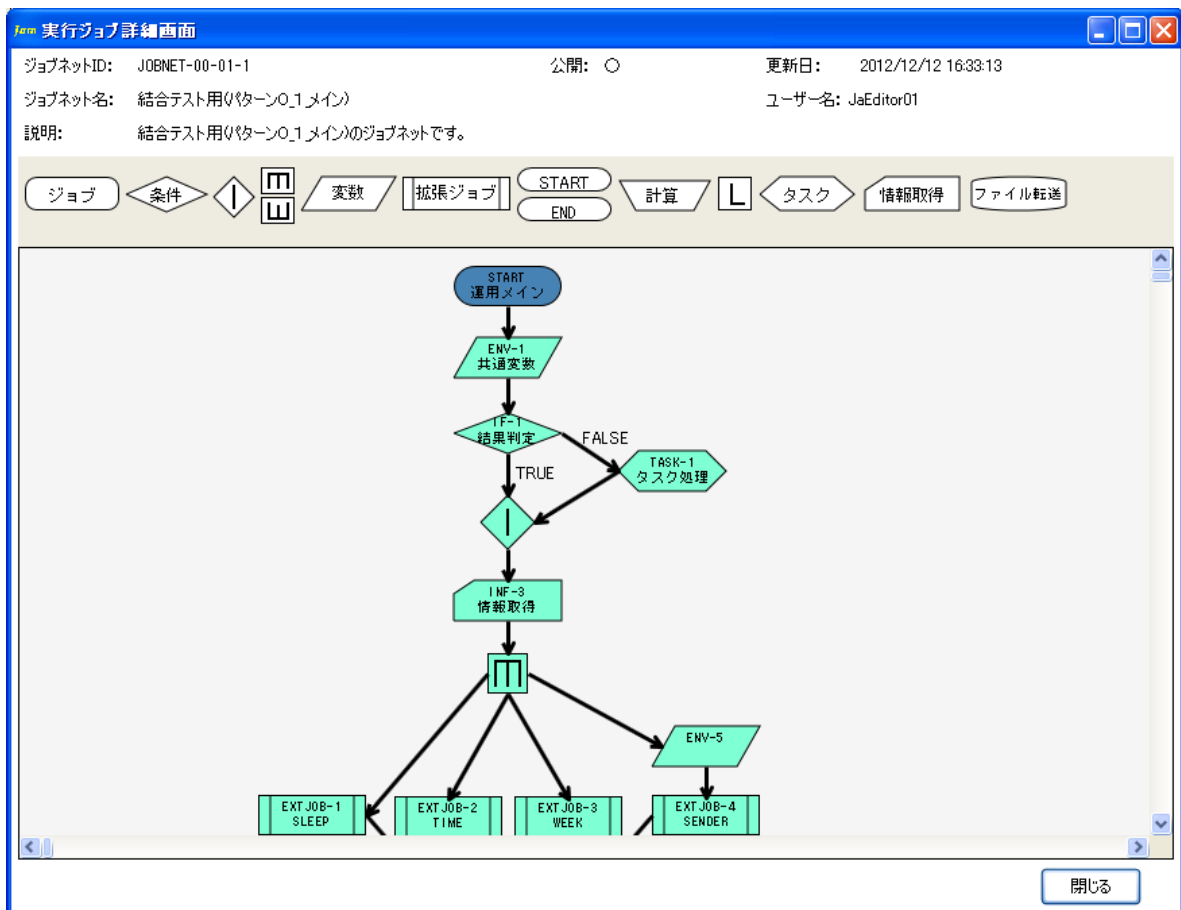 Jarm 実行ジョブ詳細画面
ジョブネットID: JOBNET-00-01-1 公開: ○ 更新日: 2012/12/12 16:33:13
ジョブネット名: 結合テスト用(パターン0_1_メイン) ユーザー名: JaEditor01
説明: 結合テスト用(パターン0_1_メイン)のジョブネットです。
ジョブ
条件
変数
拡張ジョブ
START
END
計算
L
タスク
情報取得
ファイル転送
START
運用メイン
ENV-1
共通変数
IF-1
結果判定
FALSE
TRUE
TASK-1
タスク処理
INF-3
情報取得
ENV-5
EXTJOB-1
SLEEP
EXTJOB-2
TIME
EXTJOB-3
WEEK
EXTJOB-4
SENDER
閉じる